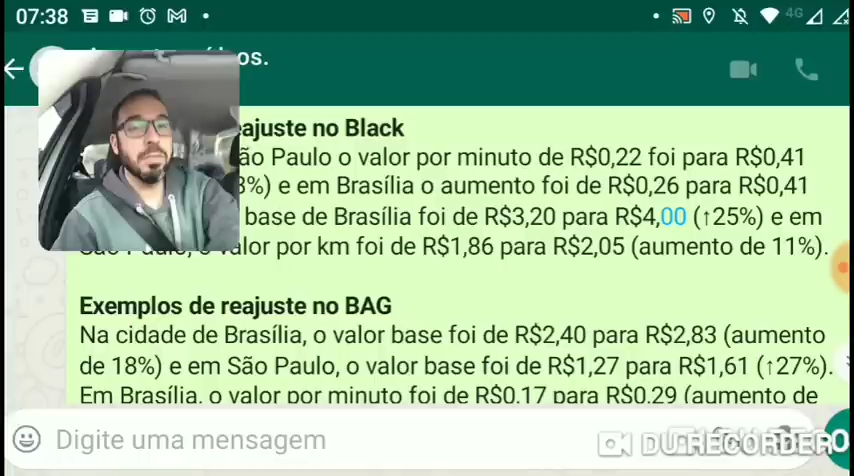 07:38
4G
os.
eajuste no Black
ão Paulo o valor por minuto de R$0,22 foi para R$0,41
3%) e em Brasília o aumento foi de R$0,26 para R$0,41
base de Brasília foi de R$3,20 para R$4,00 (↑25%) e em
valor por km foi de R$1,86 para R$2,05 (aumento de 11%).
Exemplos de reajuste no BAG
Na cidade de Brasília, o valor base foi de R$2,40 para R$2,83 (aumento
de 18%) e em São Paulo, o valor base foi de R$1,27 para R$1,61 (↑27%).
Em Brasília, o valor por minuto foi de R$0,17 para R$0,29 (aumento de
Digite uma mensagem
DU RECORDER